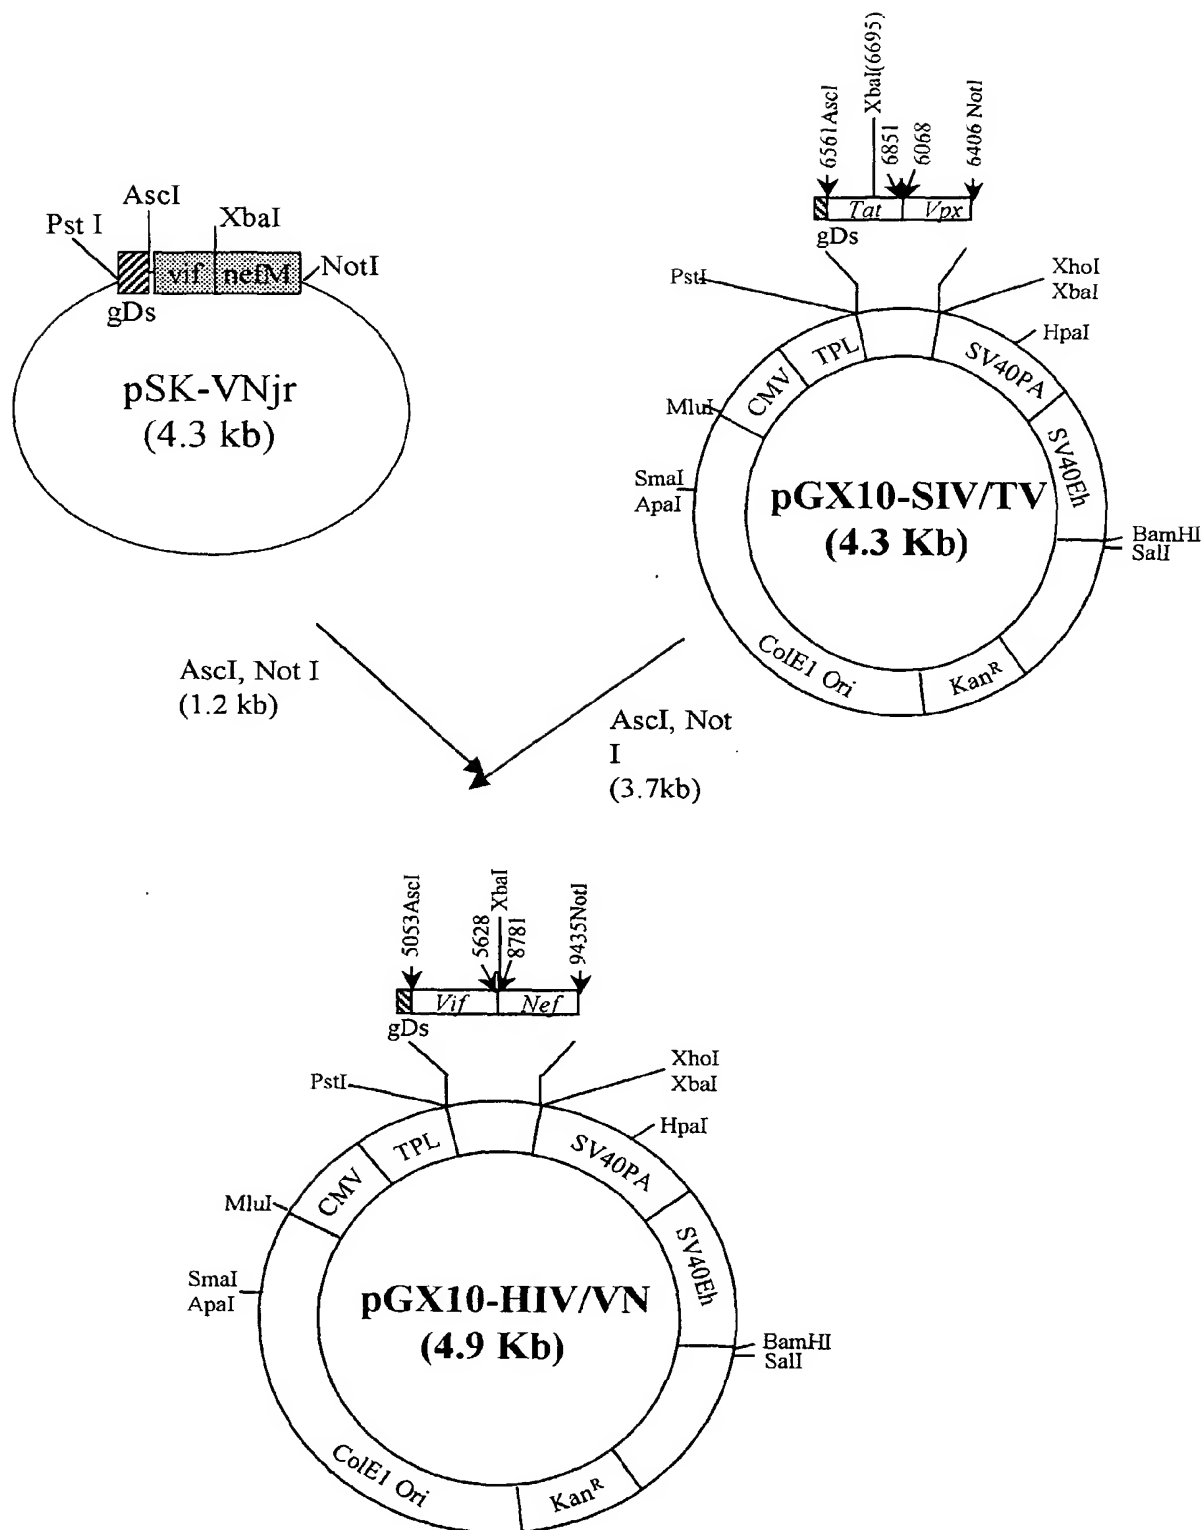 Pst I
AscI
XbaI
NotI
vif
nefM
gDs
pSK-VNjr
(4.3 kb)
6561AscI
XbaI(6695)
6851
6068
6406 NotI
Tat
Vpx
gDs
PstI
XhoI
XbaI
HpaI
TPL
SV40PA
CMV
MluI
SV40Eh
SmaI
ApaI
pGX10-SIV/TV
(4.3 Kb)
BamHI
SalI
ColE1 Ori
KanR
AscI, Not I
(1.2 kb)
AscI, Not
I
(3.7kb)
5053AscI
5628
XbaI
8781
9435NotI
Vif
Nef
gDs
PstI
XhoI
XbaI
HpaI
TPL
SV40PA
CMV
MluI
SV40Eh
SmaI
ApaI
pGX10-HIV/VN
(4.9 Kb)
BamHI
SalI
ColE1 Ori
KanR